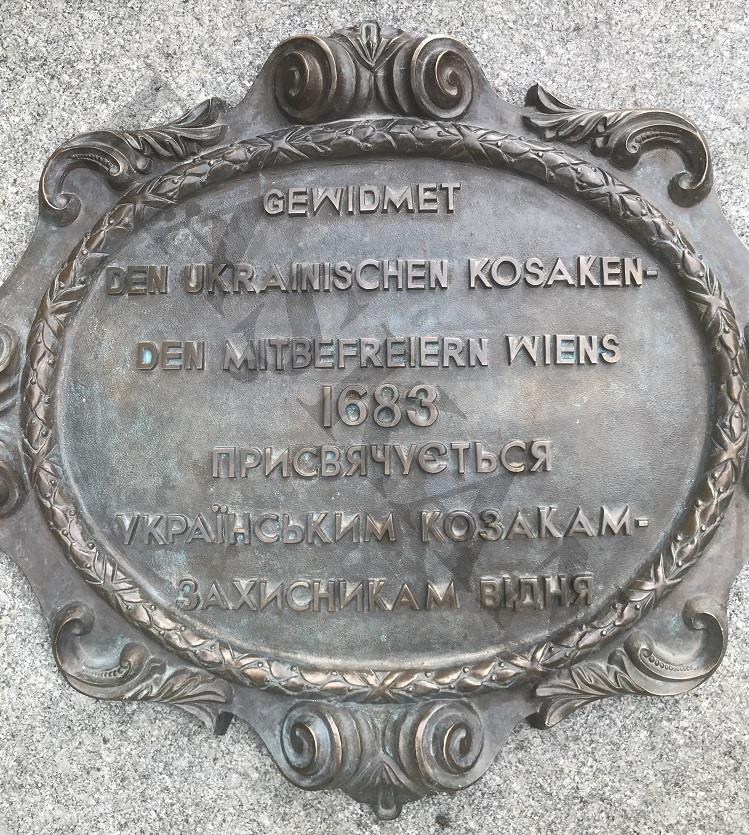 GEWIDMET
DEN UKRAINISCHEN KOSAKEN-
DEN MITBEFREIERN WIENS
1683
ПРИСВЯЧУЄТЬСЯ
УКРАЇНСЬКИМ КОЗАКАМ-
ЗАХИСНИКАМ ВІДНЯ